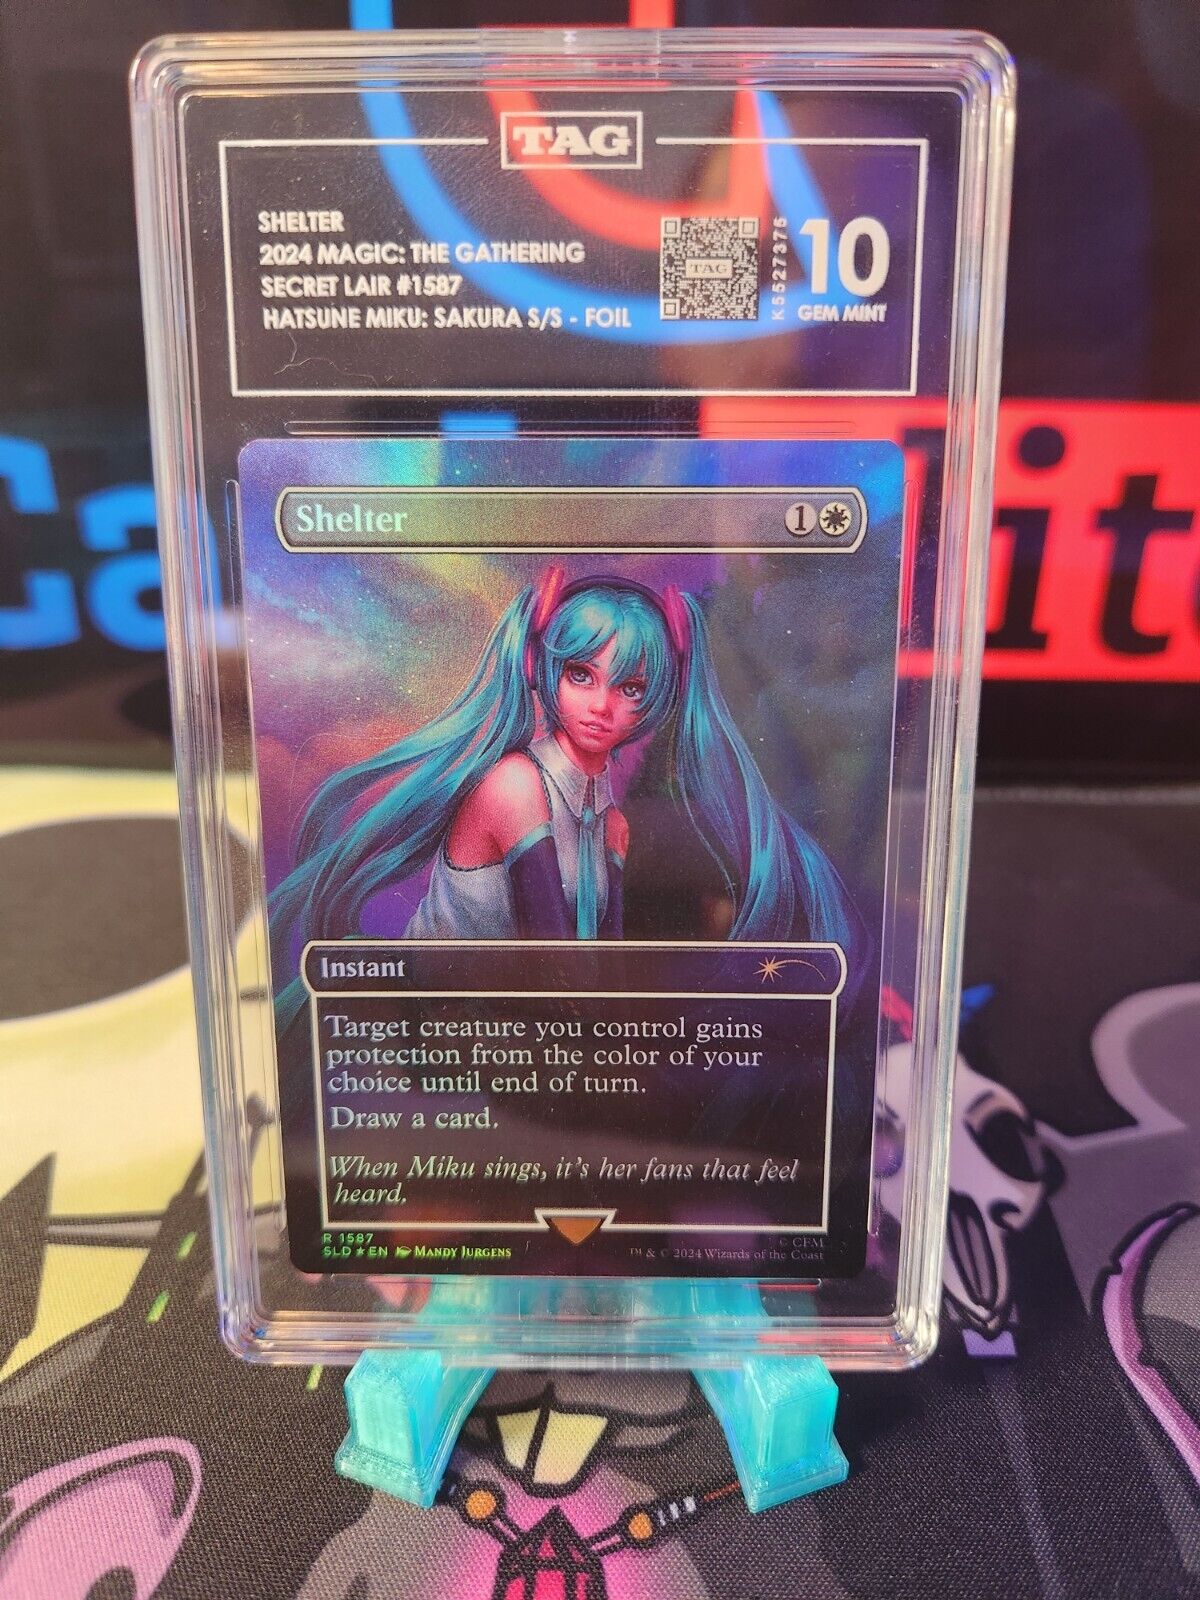 TAG
SHELTER
2024 MAGIC: THE GATHERING
SECRET LAIR #1587
HATSUNE MIKU: SAKURA S/S - FOIL
TAG
K5527375
10
GEM MINT
Shelter
1
Instant
Target creature you control gains
protection from the color of your
choice until end of turn.
Draw a card.
When Miku sings, it's her fans that feel
heard.
R 1587
SLD ★ EN MANDY JURGENS
© CFM
™ & © 2024 Wizards of the Coast